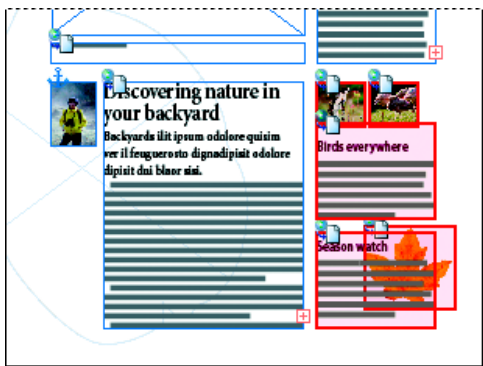 Discovering nature in
your backyard
Backyards ilit ipsum odolore quisim
ver il feuguerosto dignadipisit odolore
dipisit dui blaor sisi.
Birds everywhere
Season watch